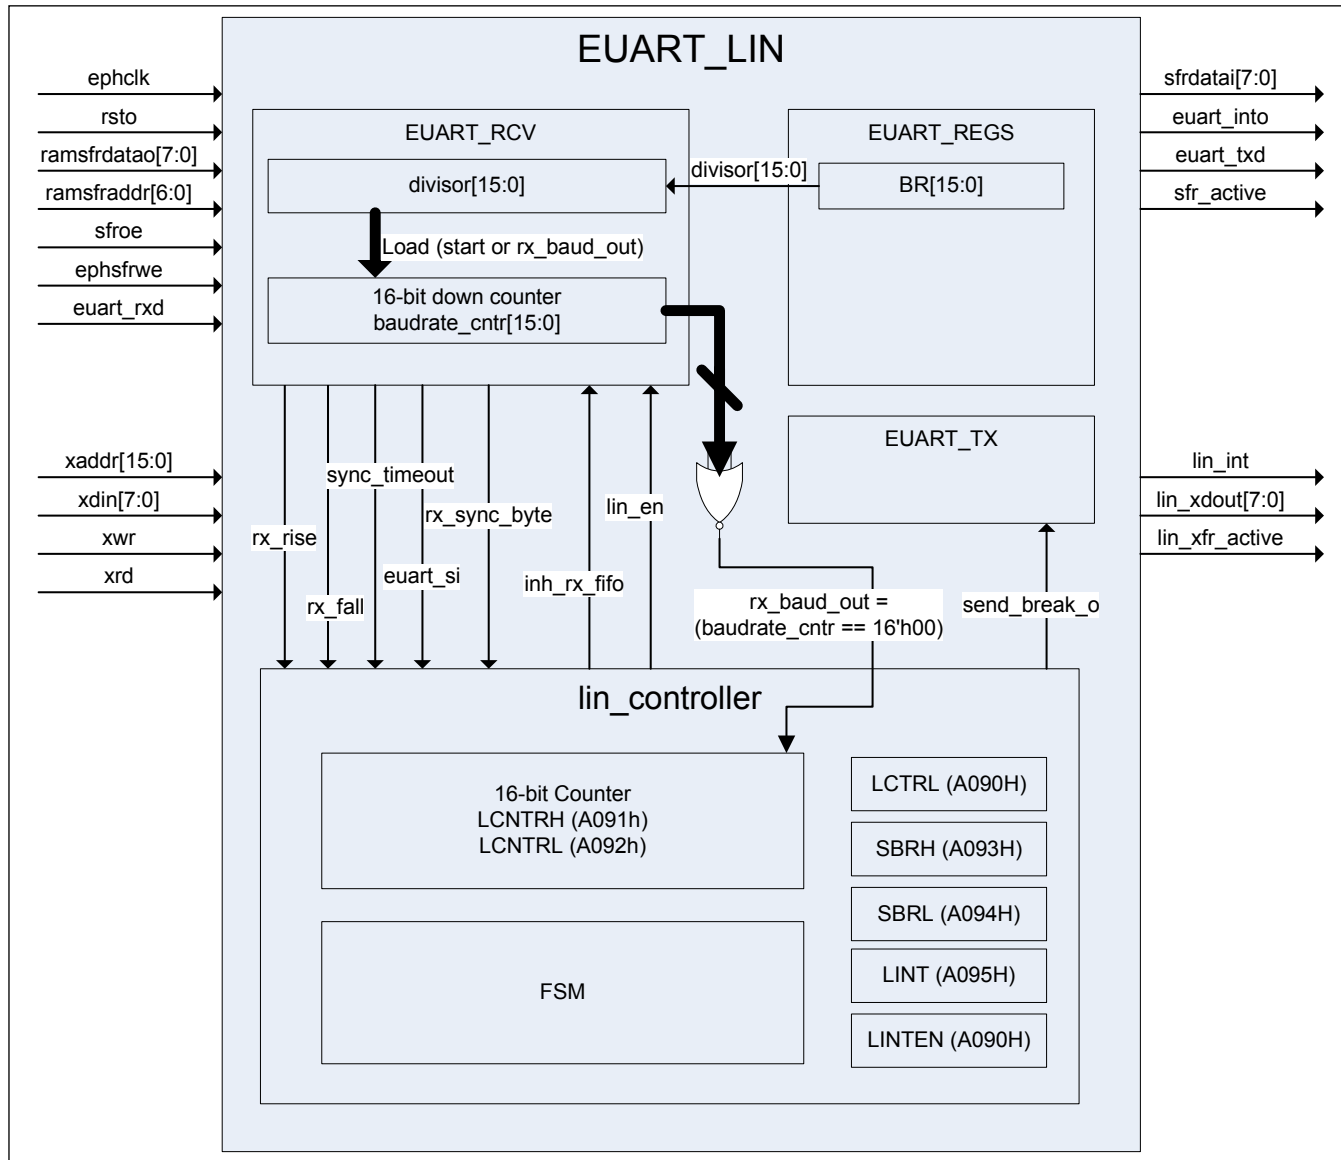 EUART_LIN
ephclk
rsto
ramsfrdatao[7:0]
ramsfraddr[6:0]
sfroe
ephsfrwe
euart_rxd
xaddr[15:0]
xdin[7:0]
xwr
xrd
EUART_RCV
divisor[15:0]
Load (start or rx_baud_out)
16-bit down counter
baudrate_cntr[15:0]
divisor[15:0]
EUART_REGS
BR[15:0]
EUART_TX
sfrdatai[7:0]
euart_into
euart_txd
sfr_active
lin_int
lin_xdout[7:0]
lin_xfr_active
rx_rise
rx_fall
sync_timeout
euart_si
rx_sync_byte
inh_rx_fifo
lin_en
rx_baud_out =
(baudrate_cntr == 16'h00)
send_break_o
lin_controller
16-bit Counter
LCNTRH (A091h)
LCNTRL (A092h)
FSM
LCTRL (A090H)
SBRH (A093H)
SBRL (A094H)
LINT (A095H)
LINTEN (A090H)